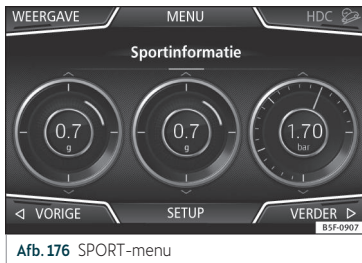 WEERGAVE MENU HDC
Sportinformatie
0.7 0.7 1.70
g g bar
VORIGE SETUP VERDER
B5F-0907
Afb. 176 SPORT-menu